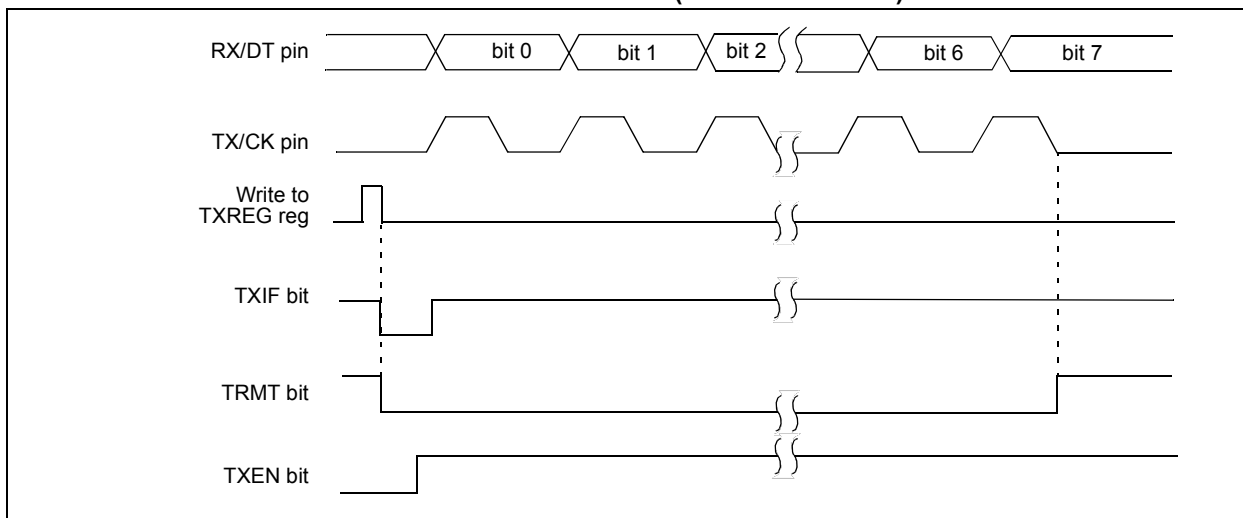 RX/DT pin
bit 0
bit 1
bit 2
bit 6
bit 7
TX/CK pin
Write to
TXREG reg
TXIF bit
TRMT bit
TXEN bit